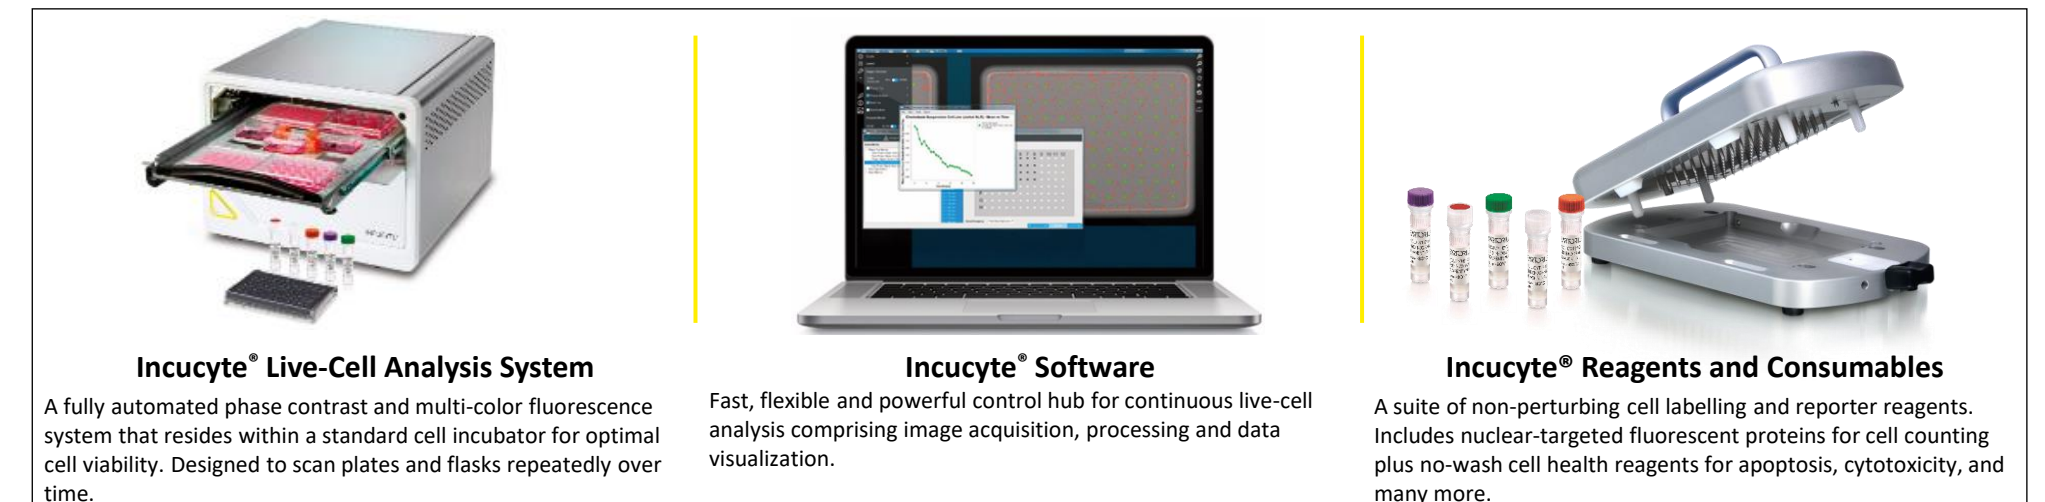 Incucyte® Live-Cell Analysis System
A fully automated phase contrast and multi-color fluorescence
system that resides within a standard cell incubator for optimal
cell viability. Designed to scan plates and flasks repeatedly over
time.
Incucyte® Software
Fast, flexible and powerful control hub for continuous live-cell
analysis comprising image acquisition, processing and data
visualization.
Incucyte® Reagents and Consumables
A suite of non-perturbing cell labelling and reporter reagents.
Includes nuclear-targeted fluorescent proteins for cell counting
plus no-wash cell health reagents for apoptosis, cytotoxicity, and
many more.